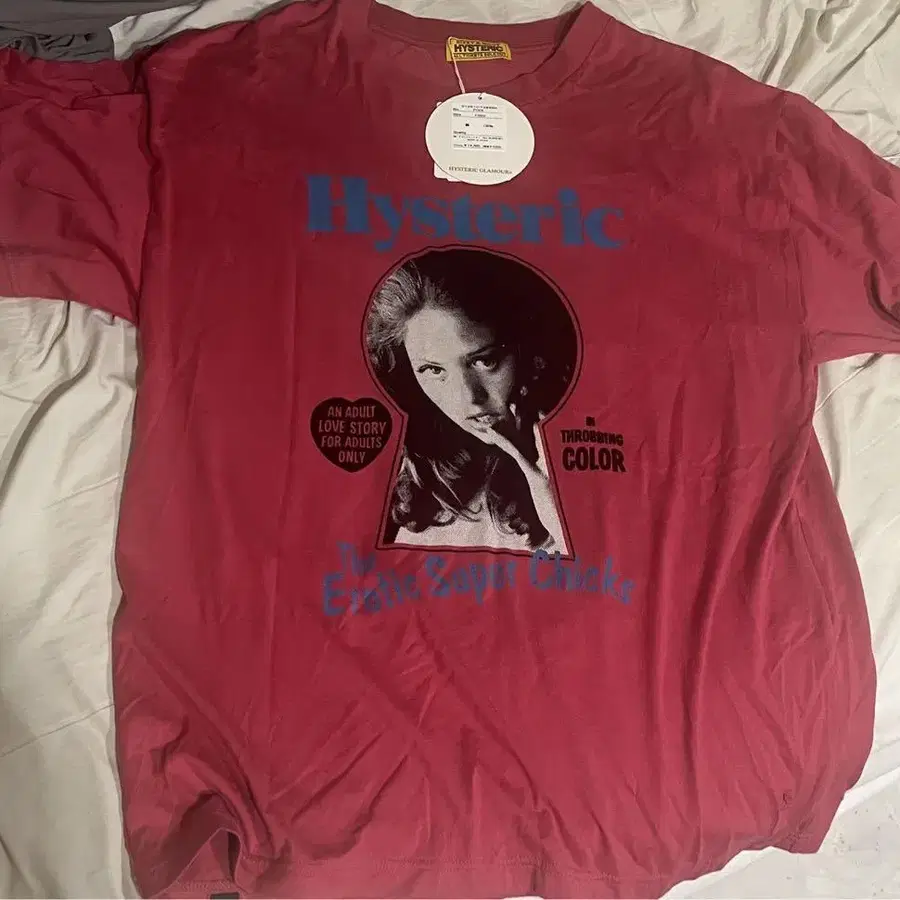 HYSTERIC
HYSTERIC GLAMOUR
Hysteric
AN ADULT
LOVE STORY
FOR ADULTS
ONLY
IN
THROBBING
COLOR
The
Erotic Super Chicks